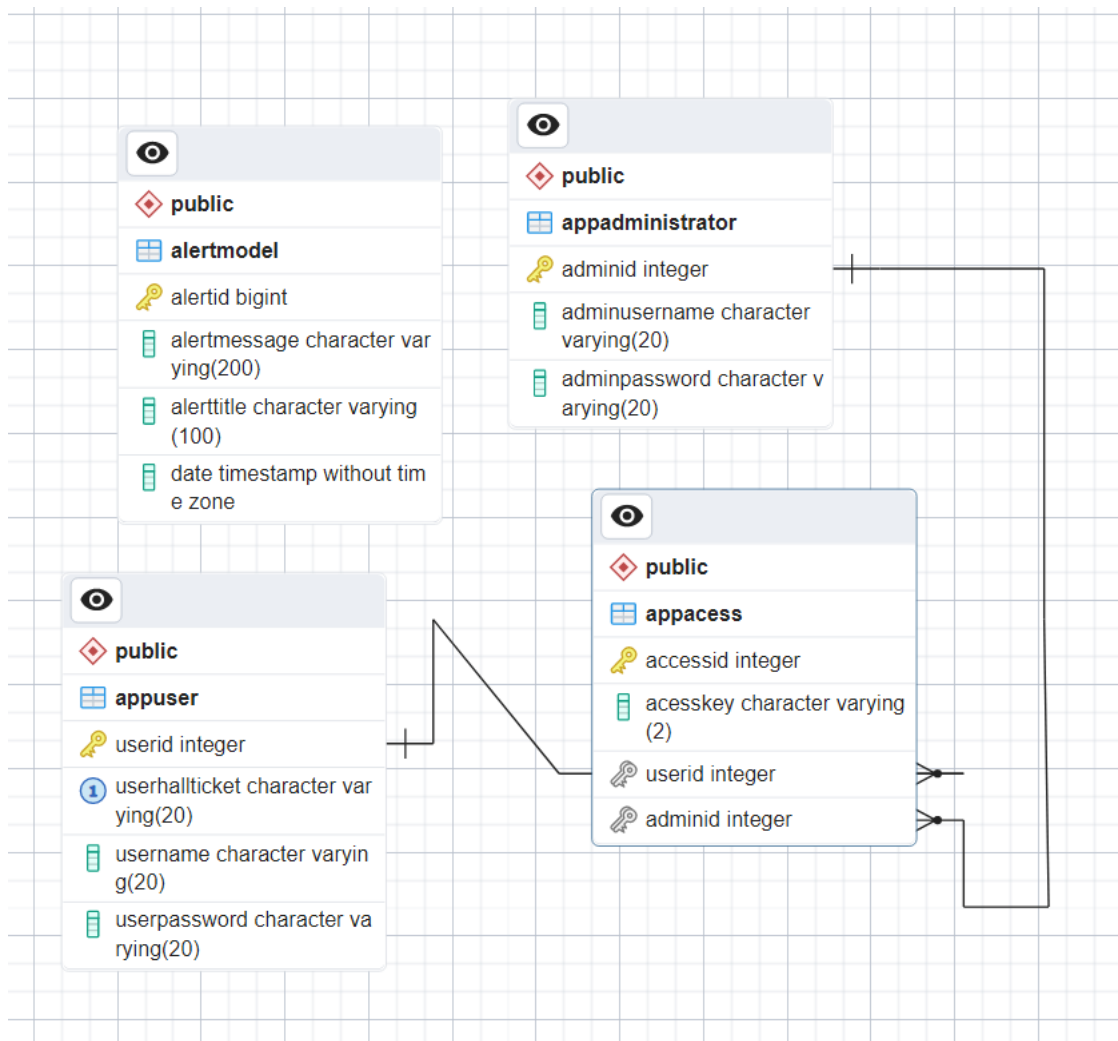 public
alertmodel
alertid bigint
alertmessage character var
ying(200)
alerttitle character varying
(100)
date timestamp without tim
e zone
public
appadministrator
adminid integer
adminusername character
varying(20)
adminpassword character v
arying(20)
public
appuser
userid integer
1
userhallticket character var
ying(20)
username character varyin
g(20)
userpassword character va
rying(20)
public
appacess
accessid integer
acesskey character varying
(2)
userid integer
adminid integer